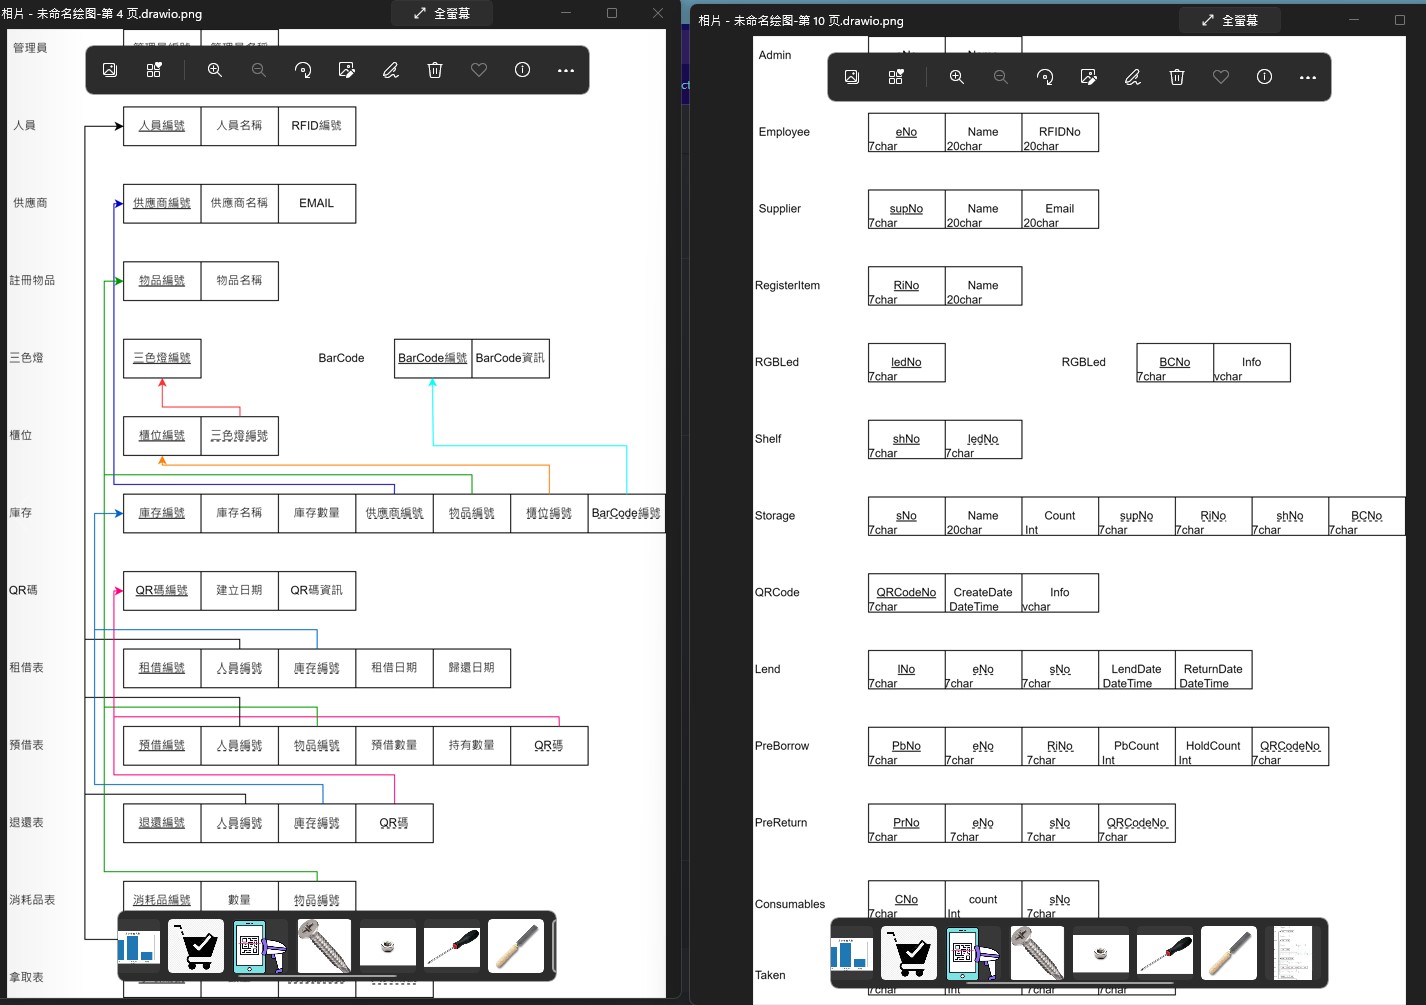 相片 - 未命名绘图-第 4 页.drawio.png
全螢幕
管理員
人員
人員編號 人員名稱 RFID編號
供應商
供應商編號 供應商名稱 EMAIL
註冊物品
物品編號 物品名稱
三色燈
三色燈編號
BarCode
BarCode編號 BarCode資訊
櫃位
櫃位編號 三色燈編號
庫存
庫存編號 庫存名稱 庫存數量 供應商編號 物品編號 櫃位編號 BarCode編號
QR碼
QR碼編號 建立日期 QR碼資訊
租借表
租借編號 人員編號 庫存編號 租借日期 歸還日期
預借表
預借編號 人員編號 物品編號 預借數量 持有數量 QR碼
退還表
退還編號 人員編號 庫存編號 QR碼
消耗品表
消耗品編號 數量 物品編號
拿取表
相片 - 未命名绘图-第 10 页.drawio.png
全螢幕
Admin
Employee
eNo Name RFIDNo
7char 20char 20char
Supplier
supNo Name Email
7char 20char 20char
RegisterItem
RiNo Name
7char 20char
RGBLed
ledNo
7char
RGBLed
BCNo Info
7char vchar
Shelf
shNo ledNo
7char 7char
Storage
sNo Name Count supNo RiNo shNo BCNo
7char 20char Int 7char 7char 7char 7char
QRCode
QRCodeNo CreateDate Info
7char DateTime vchar
Lend
lNo eNo sNo LendDate ReturnDate
7char 7char 7char DateTime DateTime
PreBorrow
PbNo eNo RiNo PbCount HoldCount QRCodeNo
7char 7char 7char Int Int 7char
PreReturn
PrNo eNo sNo QRCodeNo
7char 7char 7char 7char
Consumables
CNo count sNo
7char Int 7char
Taken